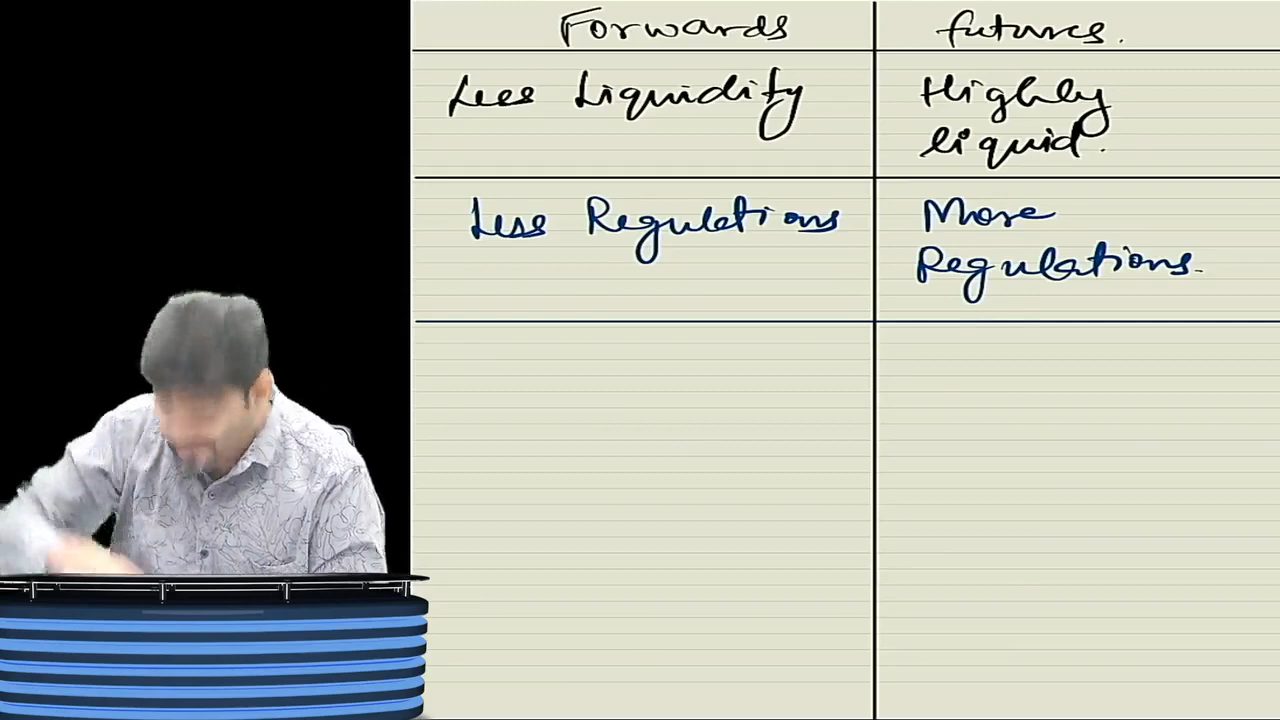 Forwards futures.
Less Liquidity Highly
liquid.
Less Regulations More
Regulations.